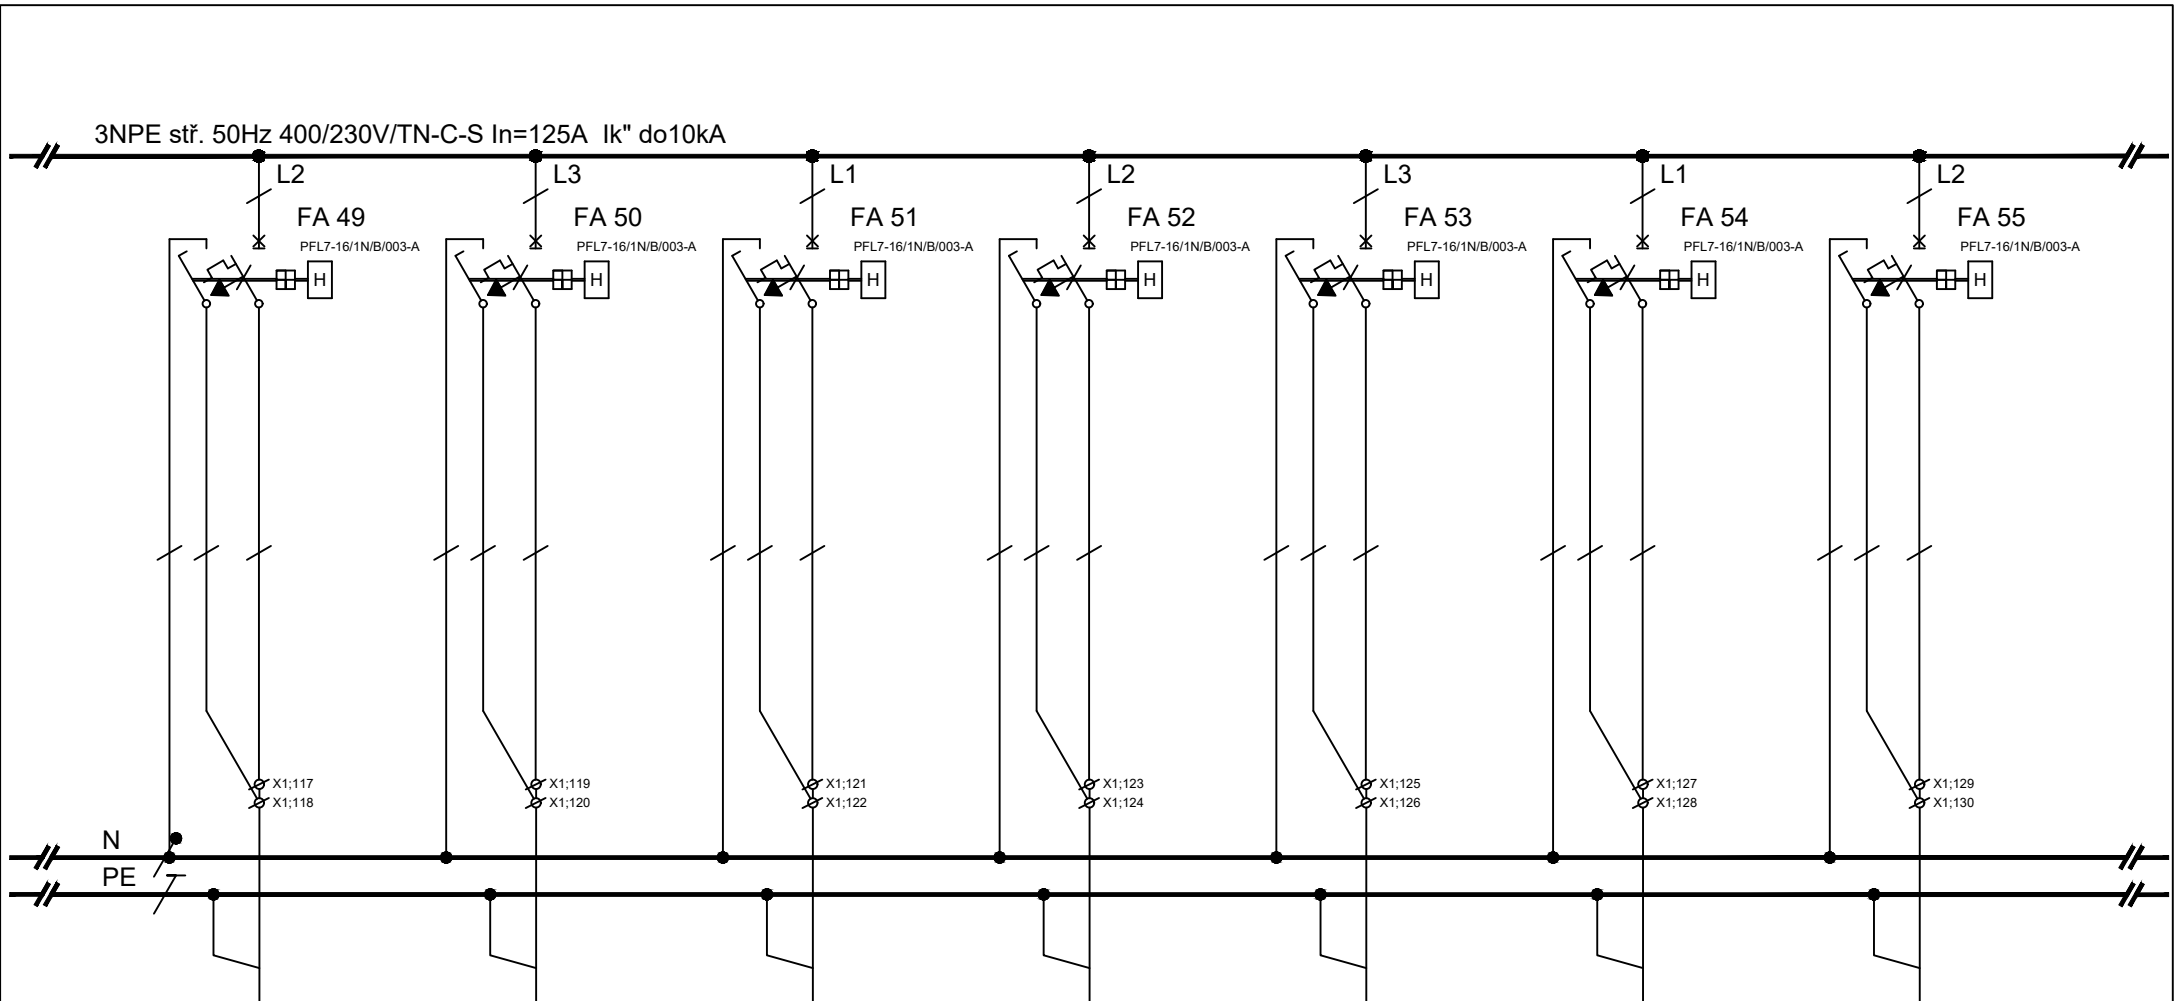 3NPE stř. 50Hz 400/230V/TN-C-S In=125A Ik" do10kA
L2 L3 L1 L2 L3 L1 L2
FA 49 FA 50 FA 51 FA 52 FA 53 FA 54 FA 55
PFL7-16/1N/B/003-A PFL7-16/1N/B/003-A PFL7-16/1N/B/003-A PFL7-16/1N/B/003-A PFL7-16/1N/B/003-A PFL7-16/1N/B/003-A PFL7-16/1N/B/003-A
H H H H H H H
X1;117 X1;119 X1;121 X1;123 X1;125 X1;127 X1;129
X1;118 X1;120 X1;122 X1;124 X1;126 X1;128 X1;130
N
PE